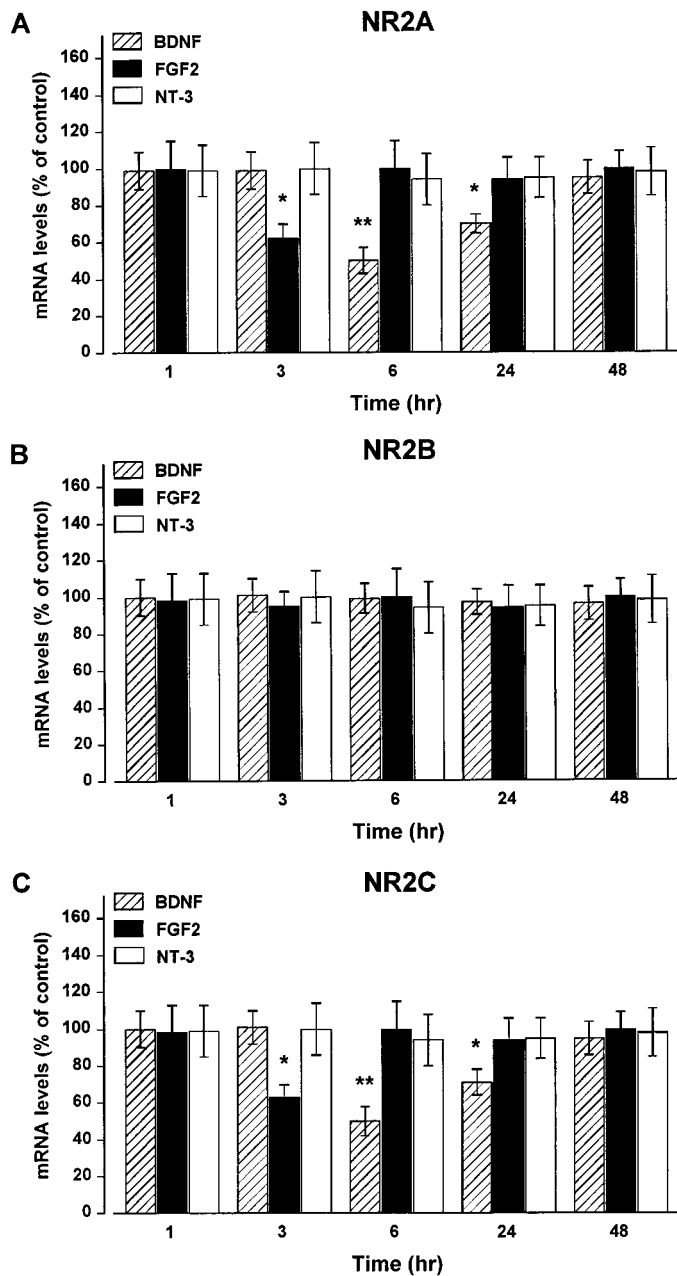 A
NR2A
BDNF
FGF2
NT-3
mRNA levels (% of control)
160
140
120
100
80
60
40
20
0
*
**
*
1 3 6 24 48
Time (hr)
B
NR2B
BDNF
FGF2
NT-3
mRNA levels (% of control)
160
140
120
100
80
60
40
20
0
1 3 6 24 48
Time (hr)
C
NR2C
BDNF
FGF2
NT-3
mRNA levels (% of control)
160
140
120
100
80
60
40
20
0
*
**
*
1 3 6 24 48
Time (hr)